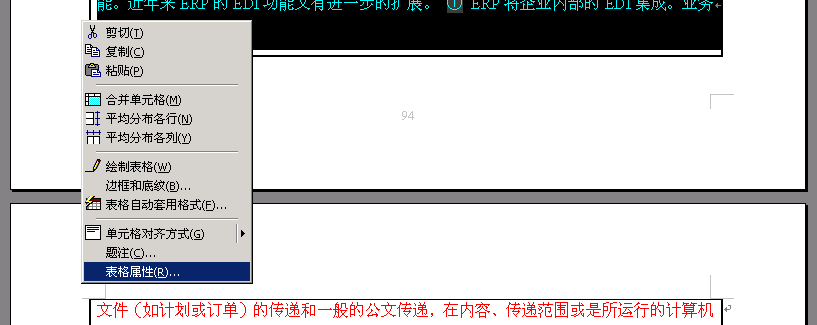 能。近年来 ERP 的 EDI 功能又有进一步的扩展。 ① ERP 将企业内部的 EDI 集成。业务
剪切(T)
复制(C)
粘贴(P)
合并单元格(M)
平均分布各行(N)
平均分布各列(Y)
绘制表格(W)
边框和底纹(B)...
表格自动套用格式(F)...
单元格对齐方式(G)
题注(C)...
表格属性(R)...
94
文件（如计划或订单）的传递和一般的公文传递，在内容、传递范围或是所运行的计算机